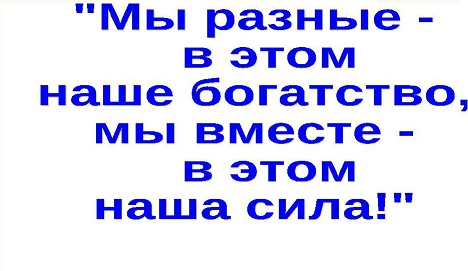 "Мы разные -
в этом
наше богатство,
мы вместе -
в этом
наша сила!"